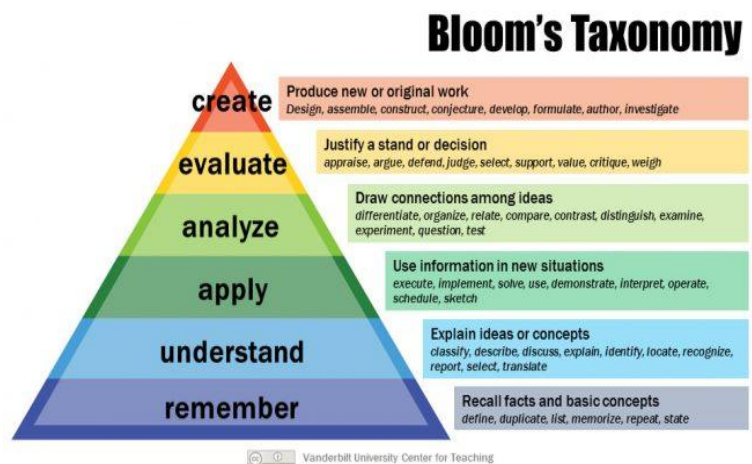 Bloom's Taxonomy
create
Produce new or original work
Design, assemble, construct, conjecture, develop, formulate, author, investigate
evaluate
Justify a stand or decision
appraise, argue, defend, judge, select, support, value, critique, weigh
analyze
Draw connections among ideas
differentiate, organize, relate, compare, contrast, distinguish, examine,
experiment, question, test
apply
Use information in new situations
execute, implement, solve, use, demonstrate, interpret, operate,
schedule, sketch
understand
Explain ideas or concepts
classify, describe, discuss, explain, identify, locate, recognize,
report, select, translate
remember
Recall facts and basic concepts
define, duplicate, list, memorize, repeat, state
cc Vanderbilt University Center for Teaching